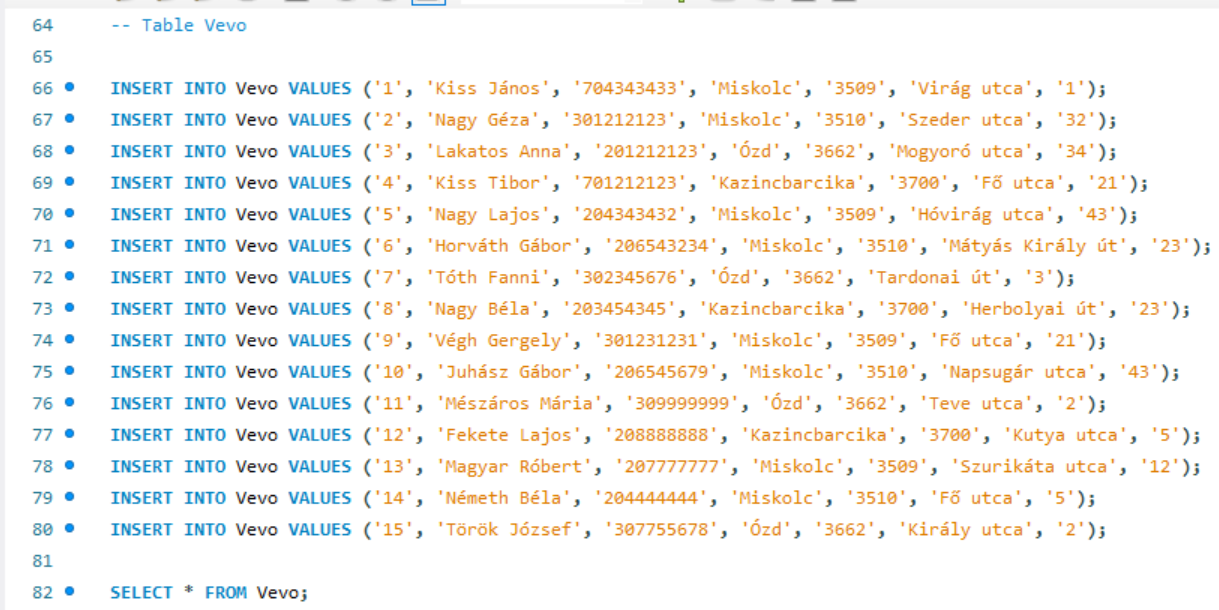 64 -- Table Vevo
65
66 INSERT INTO Vevo VALUES ('1', 'Kiss János', '704343433', 'Miskolc', '3509', 'Virág utca', '1');
67 INSERT INTO Vevo VALUES ('2', 'Nagy Géza', '301212123', 'Miskolc', '3510', 'Szeder utca', '32');
68 INSERT INTO Vevo VALUES ('3', 'Lakatos Anna', '201212123', 'Ózd', '3662', 'Mogyoró utca', '34');
69 INSERT INTO Vevo VALUES ('4', 'Kiss Tibor', '701212123', 'Kazincbarcika', '3700', 'Fő utca', '21');
70 INSERT INTO Vevo VALUES ('5', 'Nagy Lajos', '204343432', 'Miskolc', '3509', 'Hóvirág utca', '43');
71 INSERT INTO Vevo VALUES ('6', 'Horváth Gábor', '206543234', 'Miskolc', '3510', 'Mátyás Király út', '23');
72 INSERT INTO Vevo VALUES ('7', 'Tóth Fanni', '302345676', 'Ózd', '3662', 'Tardonai út', '3');
73 INSERT INTO Vevo VALUES ('8', 'Nagy Béla', '203454345', 'Kazincbarcika', '3700', 'Herbolyai út', '23');
74 INSERT INTO Vevo VALUES ('9', 'Végh Gergely', '301231231', 'Miskolc', '3509', 'Fő utca', '21');
75 INSERT INTO Vevo VALUES ('10', 'Juhász Gábor', '206545679', 'Miskolc', '3510', 'Napsugár utca', '43');
76 INSERT INTO Vevo VALUES ('11', 'Mészáros Mária', '309999999', 'Ózd', '3662', 'Teve utca', '2');
77 INSERT INTO Vevo VALUES ('12', 'Fekete Lajos', '208888888', 'Kazincbarcika', '3700', 'Kutya utca', '5');
78 INSERT INTO Vevo VALUES ('13', 'Magyar Róbert', '207777777', 'Miskolc', '3509', 'Szurikáta utca', '12');
79 INSERT INTO Vevo VALUES ('14', 'Németh Béla', '204444444', 'Miskolc', '3510', 'Fő utca', '5');
80 INSERT INTO Vevo VALUES ('15', 'Török József', '307755678', 'Ózd', '3662', 'Király utca', '2');
81
82 SELECT * FROM Vevo;